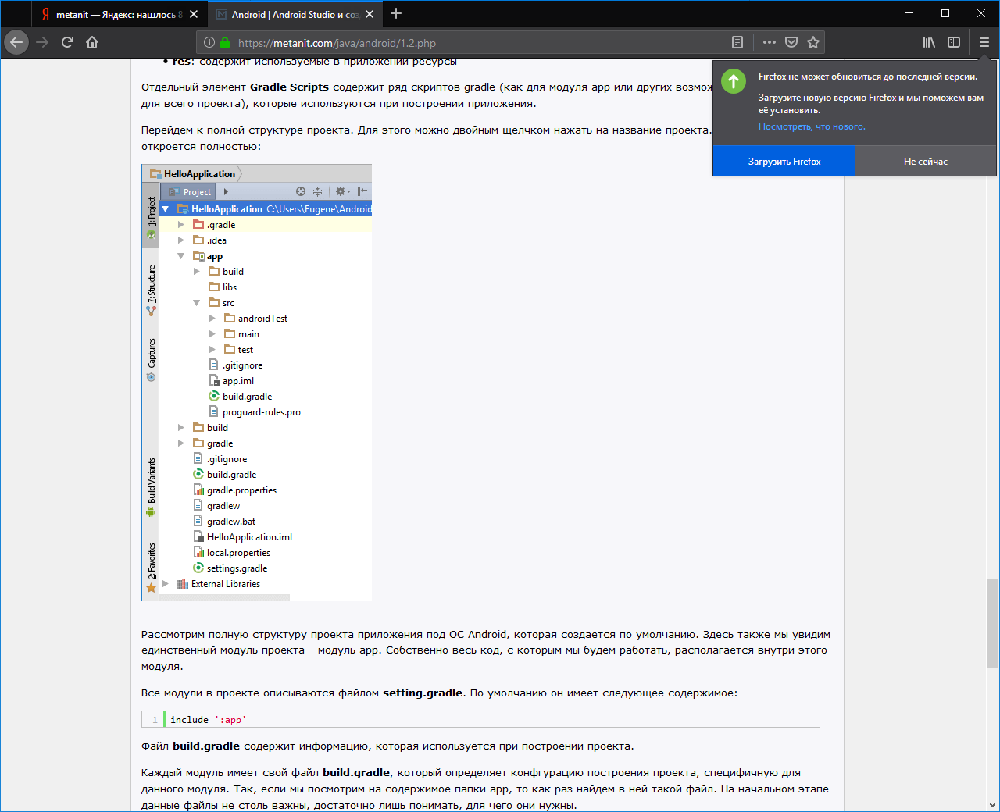 metanit — Яндекс: нашлось 8
Android | Android Studio и соз
https://metanit.com/java/android/1.2.php
Firefox не может обновиться до последней версии.
Загрузите новую версию Firefox и мы поможем вам
её установить.
Посмотреть, что нового.
Загрузить Firefox
Не сейчас
• res: содержит используемые в приложении ресурсы
Отдельный элемент Gradle Scripts содержит ряд скриптов gradle (как для модуля app или других
для всего проекта), которые используются при построении приложения.
Перейдем к полной структуре проекта. Для этого можно двойным щелчком нажать на название проекта.
откроется полностью:
HelloApplication
Project
1: Project
7: Structure
Captures
Build Variants
2: Favorites
HelloApplication C:\Users\Eugene\Android
.gradle
.idea
app
build
libs
src
androidTest
main
test
.gitignore
app.iml
build.gradle
proguard-rules.pro
build
gradle
.gitignore
build.gradle
gradle.properties
gradlew
gradlew.bat
HelloApplication.iml
local.properties
settings.gradle
External Libraries
Рассмотрим полную структуру проекта приложения под ОС Android, которая создается по умолчанию. Здесь также мы увидим
единственный модуль проекта - модуль app. Собственно весь код, с которым мы будем работать, располагается внутри этого
модуля.
Все модули в проекте описываются файлом setting.gradle. По умолчанию он имеет следующее содержимое:
1 include ':app'
Файл build.gradle содержит информацию, которая используется при построении проекта.
Каждый модуль имеет свой файл build.gradle, который определяет конфгурацию построения проекта, специфичную для
данного модуля. Так, если мы посмотрим на содержимое папки app, то как раз найдем в ней такой файл. На начальном этапе
данные файлы не столь важны, достаточно лишь понимать, для чего они нужны.